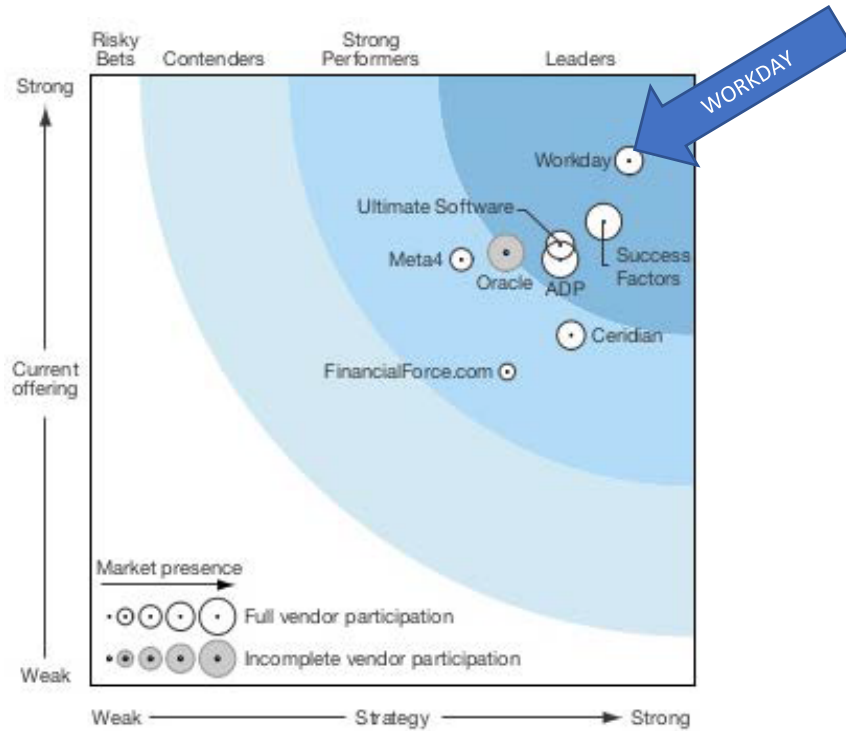 Risky
Bets
Contenders
Strong
Performers
Leaders
WORKDAY
Strong
Workday
Ultimate Software
Meta4
Oracle
ADP
Success
Factors
Ceridian
Current
offering
FinancialForce.com
Market presence
Full vendor participation
Incomplete vendor participation
Weak
Weak
Strategy
Strong